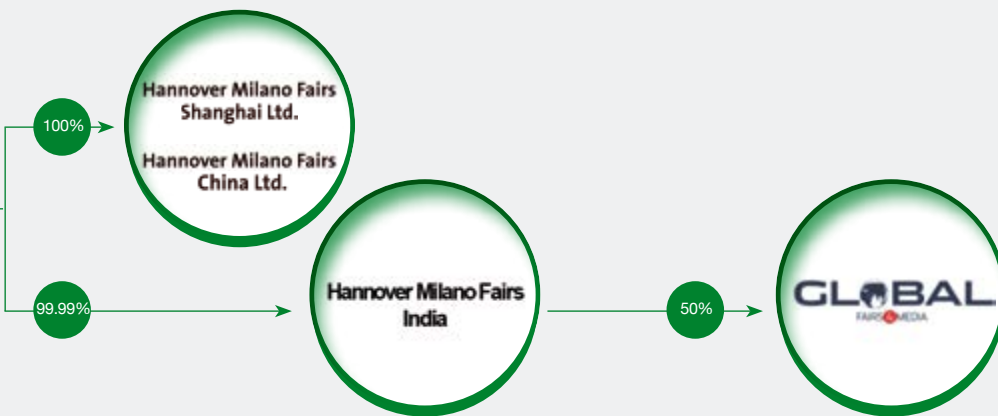 100%
Hannover Milano Fairs
Shanghai Ltd.
Hannover Milano Fairs
China Ltd.
99.99%
Hannover Milano Fairs
India
50%
GLOBAL
FAIRS & MEDIA